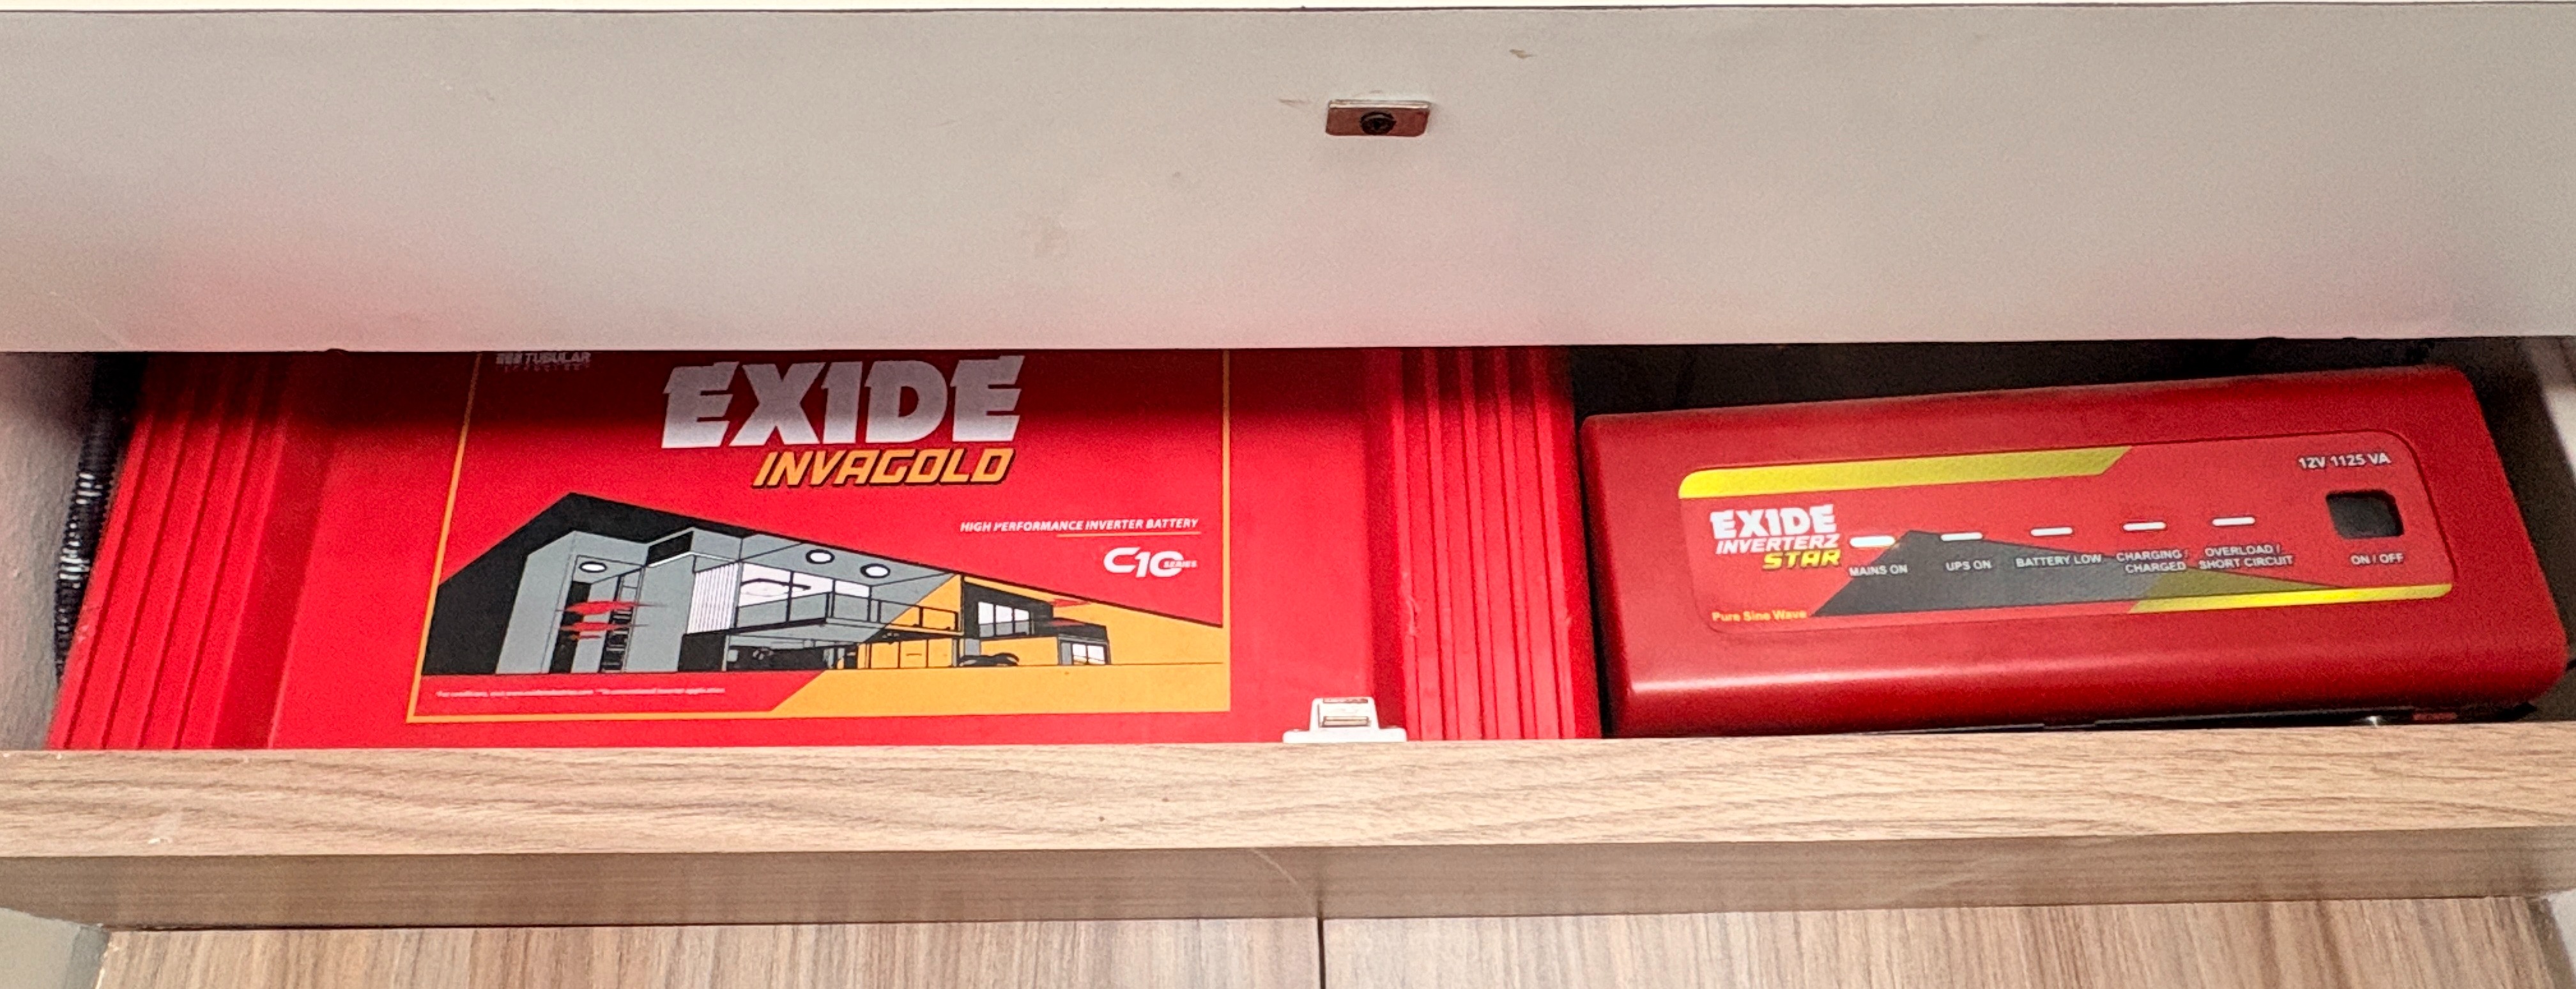 TUBULAR
EXIDE
INVAGOLD
HIGH PERFORMANCE INVERTER BATTERY
C10 SERIES
12V 1125 VA
EXIDE
INVERTERZ
STAR
MAINS ON
UPS ON
BATTERY LOW
CHARGING /
CHARGED
OVERLOAD /
SHORT CIRCUIT
ON / OFF
Pure Sine Wave